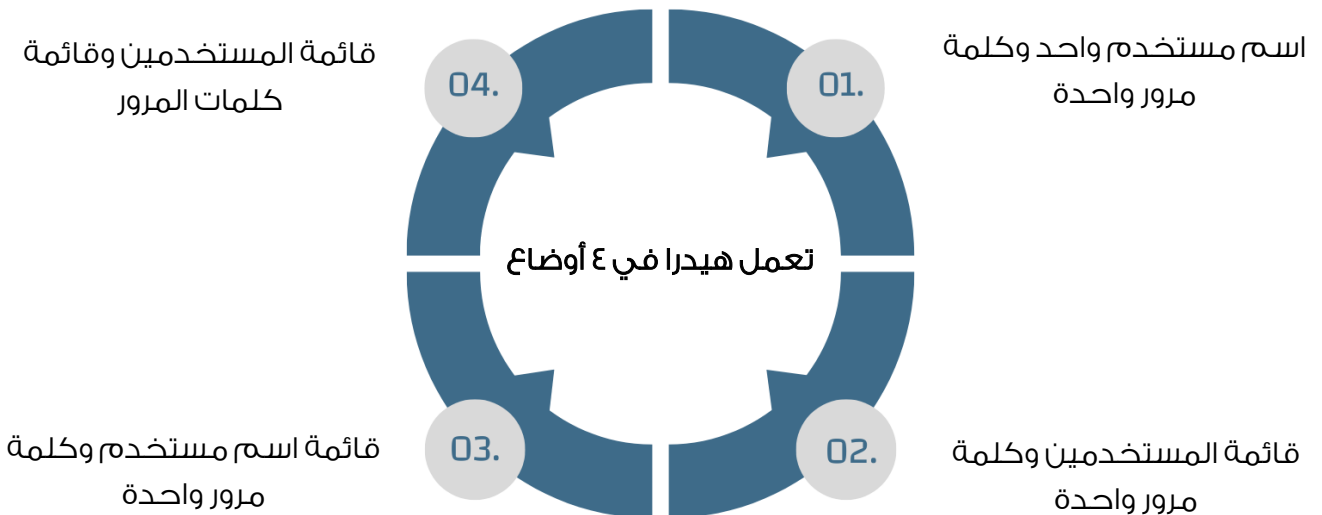 تعمل هيدرا في ٤ أوضاع
01.
اسم مستخدم واحد وكلمة
مرور واحدة
02.
قائمة المستخدمين وكلمة
مرور واحدة
03.
قائمة اسم مستخدم وكلمة
مرور واحدة
04.
قائمة المستخدمين وقائمة
كلمات المرور